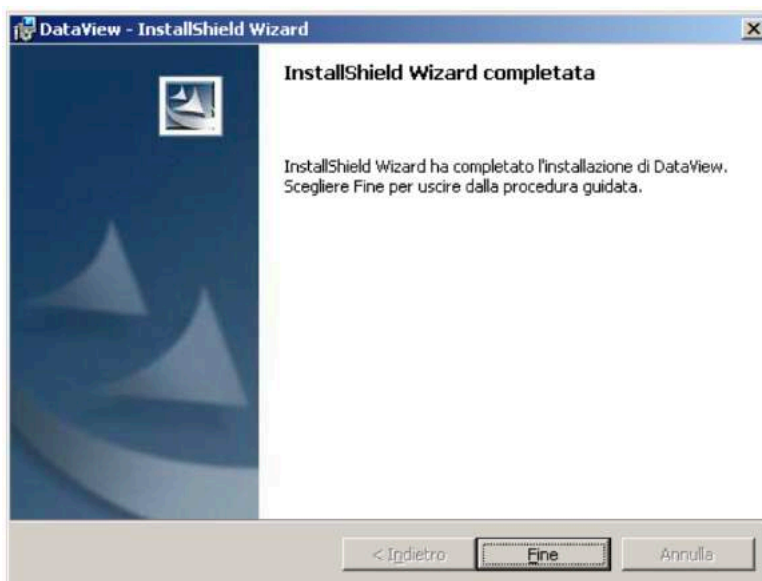 DataView - InstallShield Wizard
InstallShield Wizard completata
InstallShield Wizard ha completato l'installazione di DataView.
Scegliere Fine per uscire dalla procedura guidata.
< Indietro
Fine
Annulla